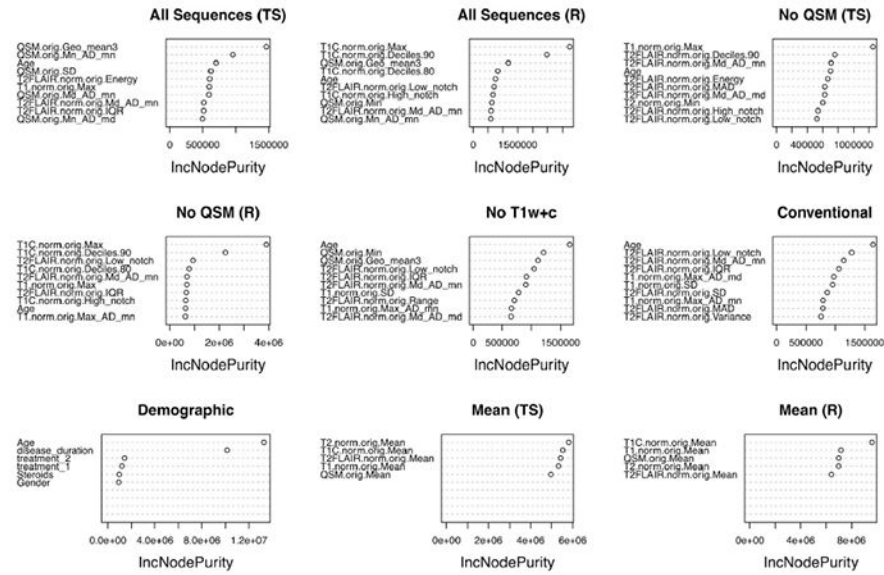 All Sequences (TS)
QSM.orig.Geo_mean3
QSM.orig.Mn_AD_mn
Age
QSM.orig.SD
T2FLAIR.norm.orig.Energy
T1.norm.orig.Max
QSM.orig.Md_AD_mn
T2FLAIR.norm.orig.Md_AD_mn
T2FLAIR.norm.orig.IQR
QSM.orig.Mn_AD_md
0 500000 1500000
IncNodePurity
All Sequences (R)
T1C.norm.orig.Max
T1C.norm.orig.Deciles.90
QSM.orig.Geo_mean3
T1C.norm.orig.Deciles.80
Age
T2FLAIR.norm.orig.Low_notch
T1C.norm.orig.High_notch
QSM.orig.Min
T2FLAIR.norm.orig.Md_AD_mn
QSM.orig.Mn_AD_mn
0 1500000
IncNodePurity
No QSM (TS)
T1.norm.orig.Max
T2FLAIR.norm.orig.Deciles.90
T2FLAIR.norm.orig.Md_AD_mn
Age
T2FLAIR.norm.orig.Energy
T2FLAIR.norm.orig.MAD
T2FLAIR.norm.orig.Md_AD_md
T2.norm.orig.Min
T2FLAIR.norm.orig.High_notch
T2FLAIR.norm.orig.Low_notch
0 400000 1000000
IncNodePurity
No QSM (R)
T1C.norm.orig.Max
T1C.norm.orig.Deciles.90
T2FLAIR.norm.orig.Low_notch
T1C.norm.orig.Deciles.80
T2FLAIR.norm.orig.Md_AD_mn
T1.norm.orig.Max
T2FLAIR.norm.orig.IQR
T1C.norm.orig.High_notch
Age
T1.norm.orig.Max_AD_mn
0e+00 2e+06 4e+06
IncNodePurity
No T1w+c
Age
QSM.orig.Min
QSM.orig.Geo_mean3
T2FLAIR.norm.orig.Low_notch
T2FLAIR.norm.orig.IQR
T2FLAIR.norm.orig.Md_AD_mn
T1.norm.orig.SD
T2FLAIR.norm.orig.Range
T1.norm.orig.Max_AD_mn
T2FLAIR.norm.orig.Md_AD_md
0 500000 1500000
IncNodePurity
Conventional
Age
T2FLAIR.norm.orig.Low_notch
T2FLAIR.norm.orig.Md_AD_mn
T2FLAIR.norm.orig.IQR
T1.norm.orig.Max
T1.norm.orig.SD
T2FLAIR.norm.orig.SD
T1.norm.orig.Max_AD_mn
T2FLAIR.norm.orig.MAD
T2FLAIR.norm.orig.Variance
0 500000 1500000
IncNodePurity
Demographic
Age
disease_duration
treatment_2
treatment_1
Steroids
Gender
0.0e+00 6.0e+06 1.2e+07
IncNodePurity
Mean (TS)
T2.norm.orig.Mean
T1C.norm.orig.Mean
T2FLAIR.norm.orig.Mean
T1.norm.orig.Mean
QSM.orig.Mean
0e+00 2e+06 4e+06 6e+06
IncNodePurity
Mean (R)
T1C.norm.orig.Mean
T1.norm.orig.Mean
QSM.orig.Mean
T2.norm.orig.Mean
T2FLAIR.norm.orig.Mean
0e+00 4e+06 8e+06
IncNodePurity